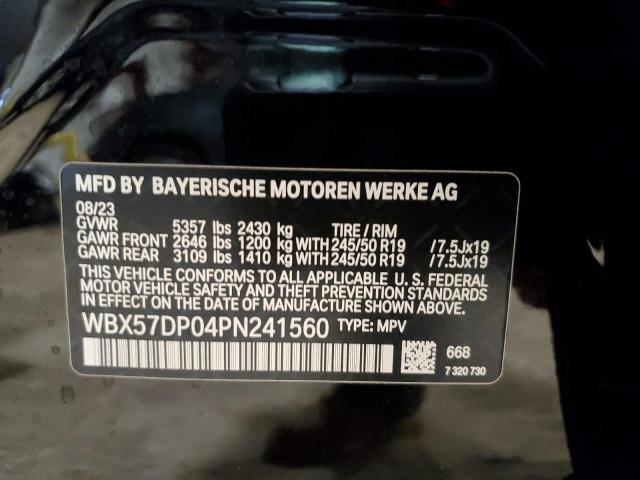 MFD BY BAYERISCHE MOTOREN WERKE AG
08/23
GVWR 5357 lbs 2430 kg TIRE / RIM
GAWR FRONT 2646 lbs 1200 kg WITH 245/50 R19 /7.5Jx19
GAWR REAR 3109 lbs 1410 kg WITH 245/50 R19 /7.5Jx19
THIS VEHICLE CONFORMS TO ALL APPLICABLE U. S. FEDERAL
MOTOR VEHICLE SAFETY AND THEFT PREVENTION STANDARDS
IN EFFECT ON THE DATE OF MANUFACTURE SHOWN ABOVE.
WBX57DP04PN241560 TYPE: MPV
668
7 320 730